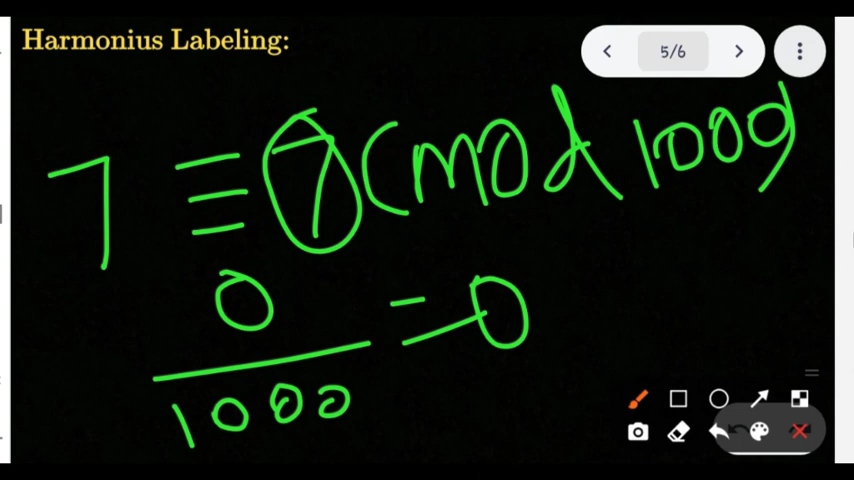 Harmonius Labeling:
5/6
7 ≡ 7 (mod 1000)
0
= 0
1000